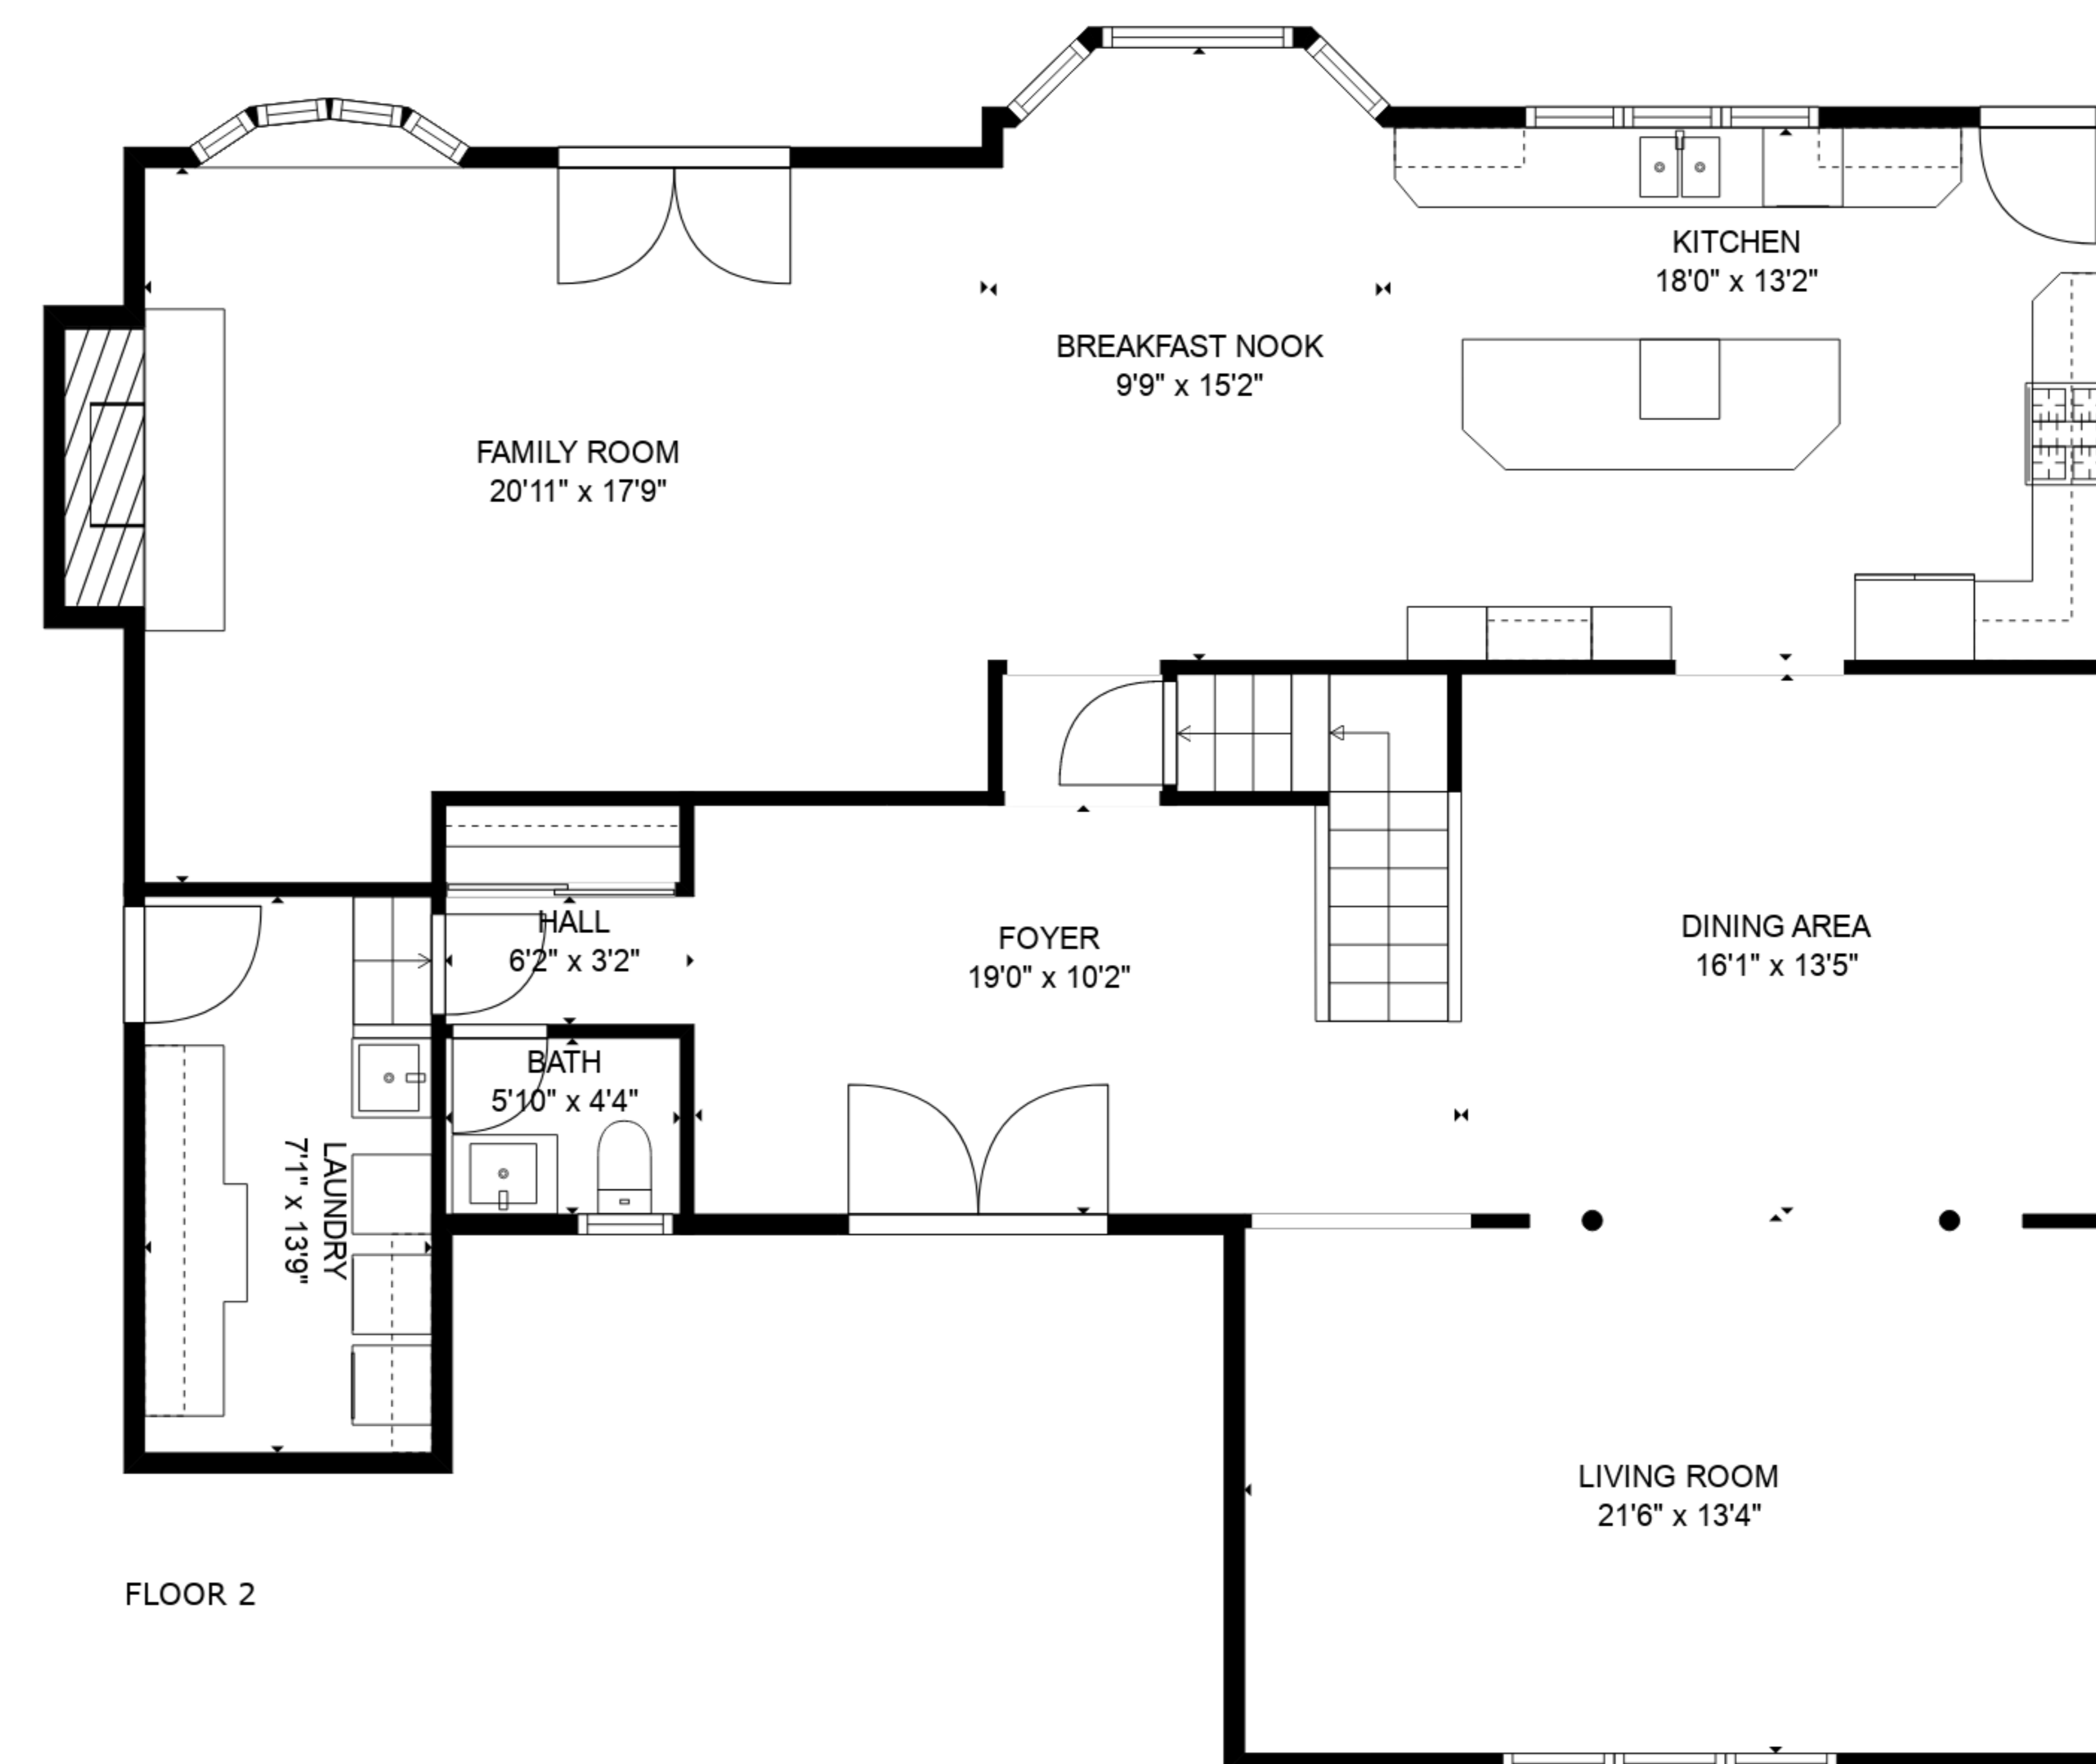 KITCHEN
18'0" x 13'2"
BREAKFAST NOOK
9'9" x 15'2"
FAMILY ROOM
20'11" x 17'9"
HALL
6'2" x 3'2"
FOYER
19'0" x 10'2"
DINING AREA
16'1" x 13'5"
BATH
5'10" x 4'4"
LAUNDRY
7'1" x 13'9"
LIVING ROOM
21'6" x 13'4"
FLOOR 2